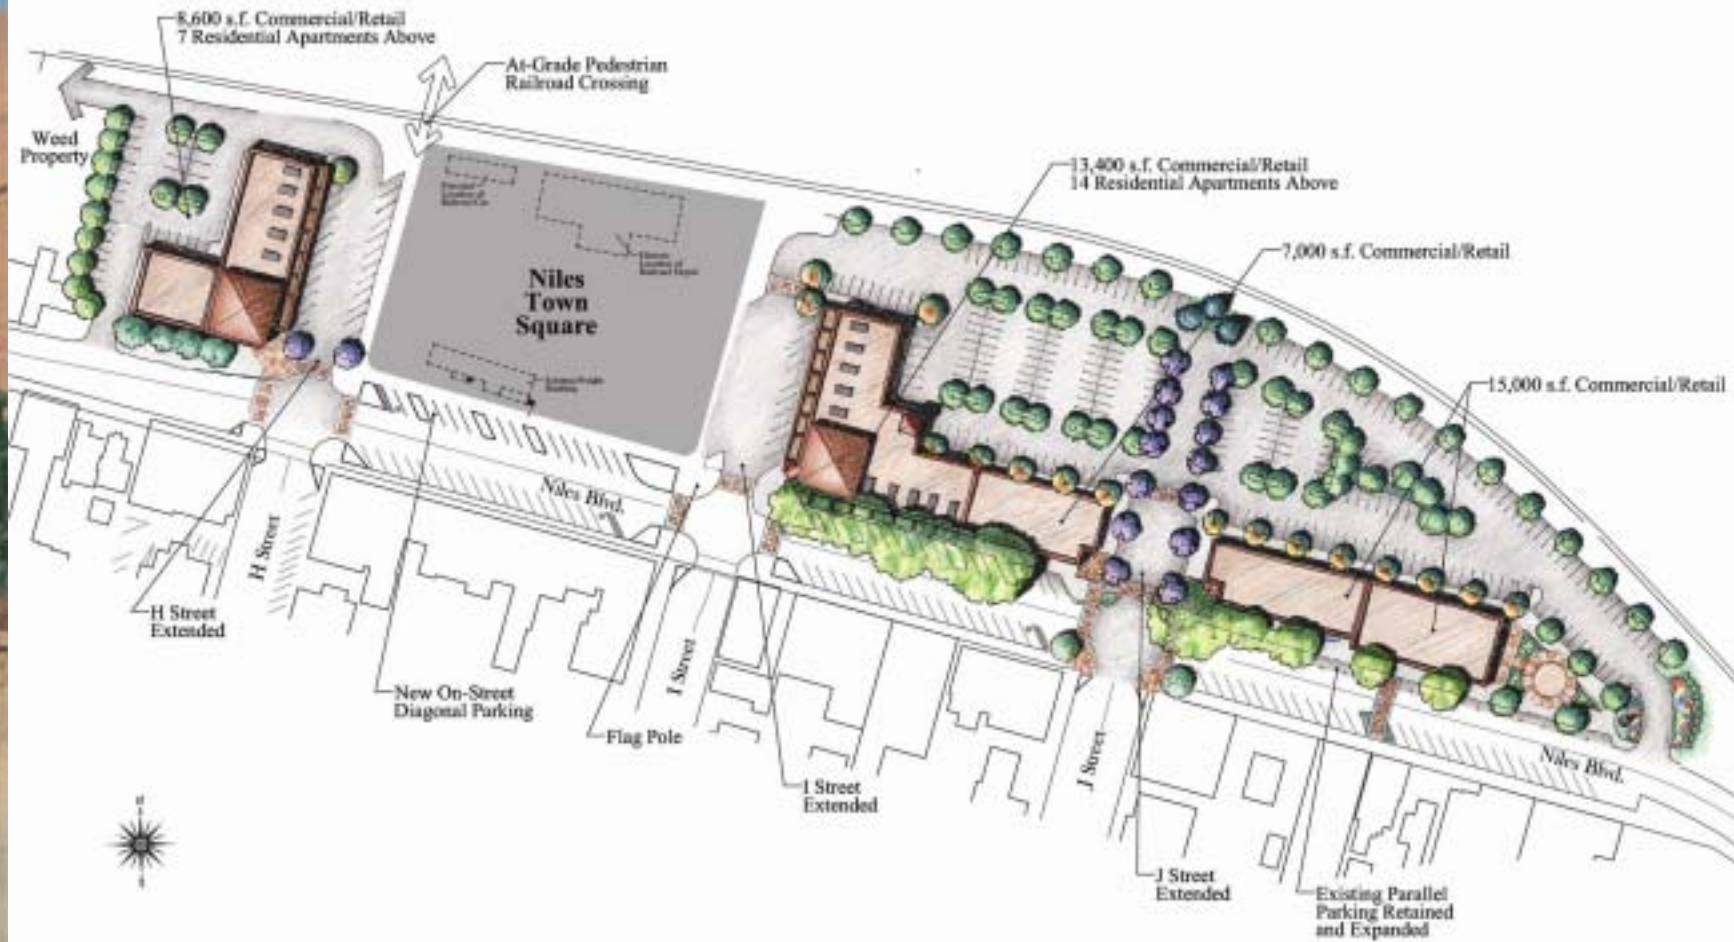 8,600 s.f. Commercial/Retail
7 Residential Apartments Above
At-Grade Pedestrian
Railroad Crossing
Weed
Property
13,400 s.f. Commercial/Retail
14 Residential Apartments Above
7,000 s.f. Commercial/Retail
15,000 s.f. Commercial/Retail
Niles
Town
Square
Niles Blvd.
H Street
I Street
J Street
Niles Blvd.
H Street
Extended
New On-Street
Diagonal Parking
Flag Pole
I Street
Extended
J Street
Extended
Existing Parallel
Parking Retained
and Expanded